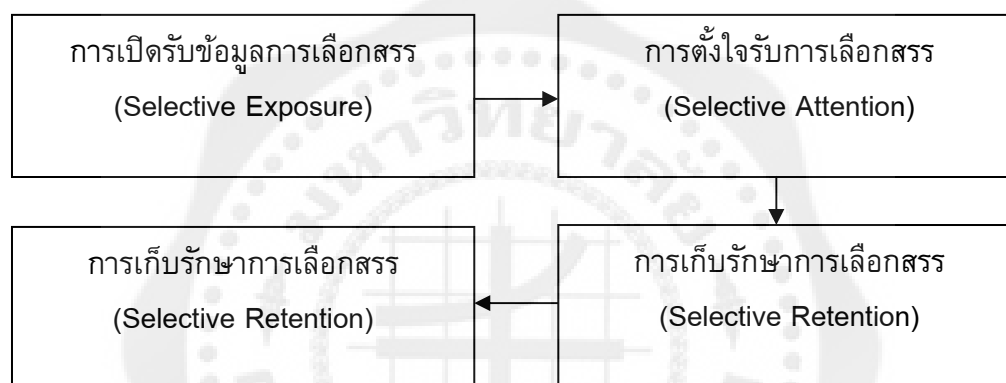 การเปิดรับข้อมูลการเลือกสรร
(Selective Exposure)
การตั้งใจรับการเลือกสรร
(Selective Attention)
การเก็บรักษาการเลือกสรร
(Selective Retention)
การเก็บรักษาการเลือกสรร
(Selective Retention)